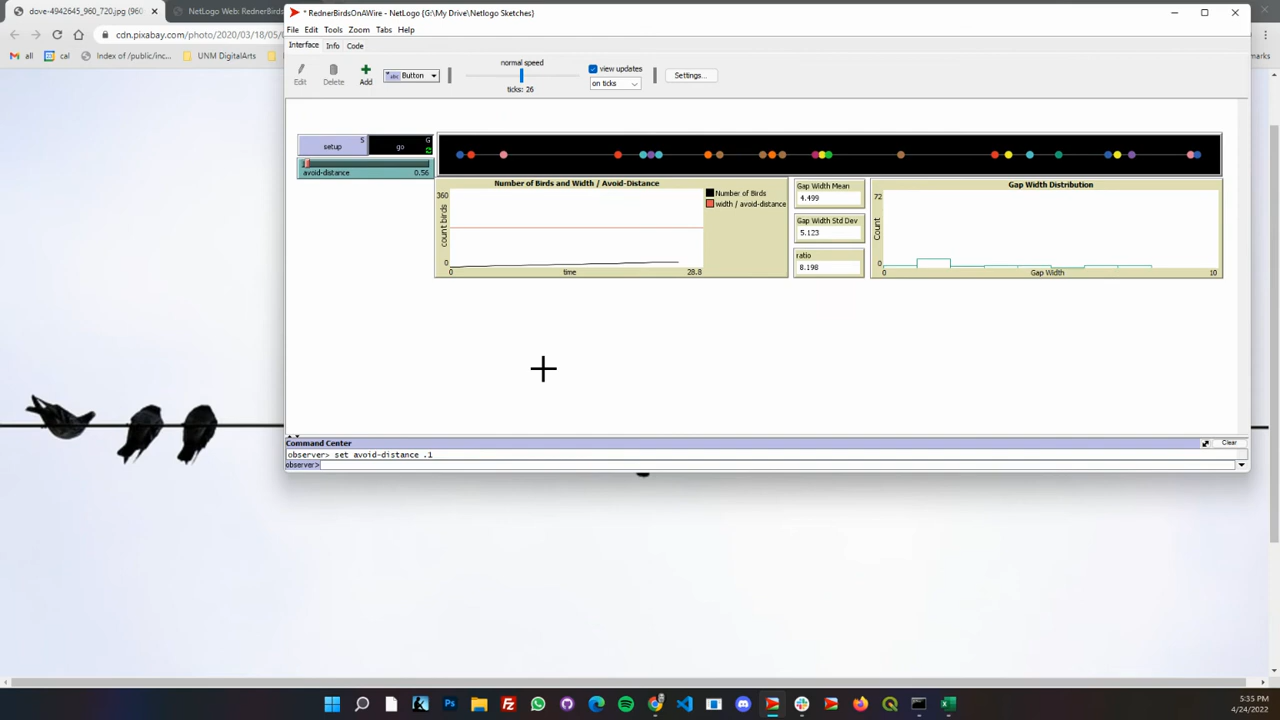 dove-4942645_960_720.jpg (960
NetLogo Web: RednerBirds
cdn.pixabay.com/photo/2020/03/18/05/
all
cal
Index of /public/inc
UNM DigitalArts
* RednerBirdsOnAWire - NetLogo {G:\My Drive\Netlogo Sketches}
File Edit Tools Zoom Tabs Help
Interface Info Code
Edit Delete Add
Button
normal speed
ticks: 26
view updates
on ticks
Settings...
setup S
go G
avoid-distance 0.56
Number of Birds and Width / Avoid-Distance
360
count birds
0
0 time 28.8
Number of Birds
width / avoid-distance
Gap Width Mean
4.499
Gap Width Std Dev
5.123
ratio
8.198
Gap Width Distribution
72
Count
0
0 Gap Width 10
Command Center
Clear
observer> set avoid-distance .1
observer>
5:35 PM
4/24/2022